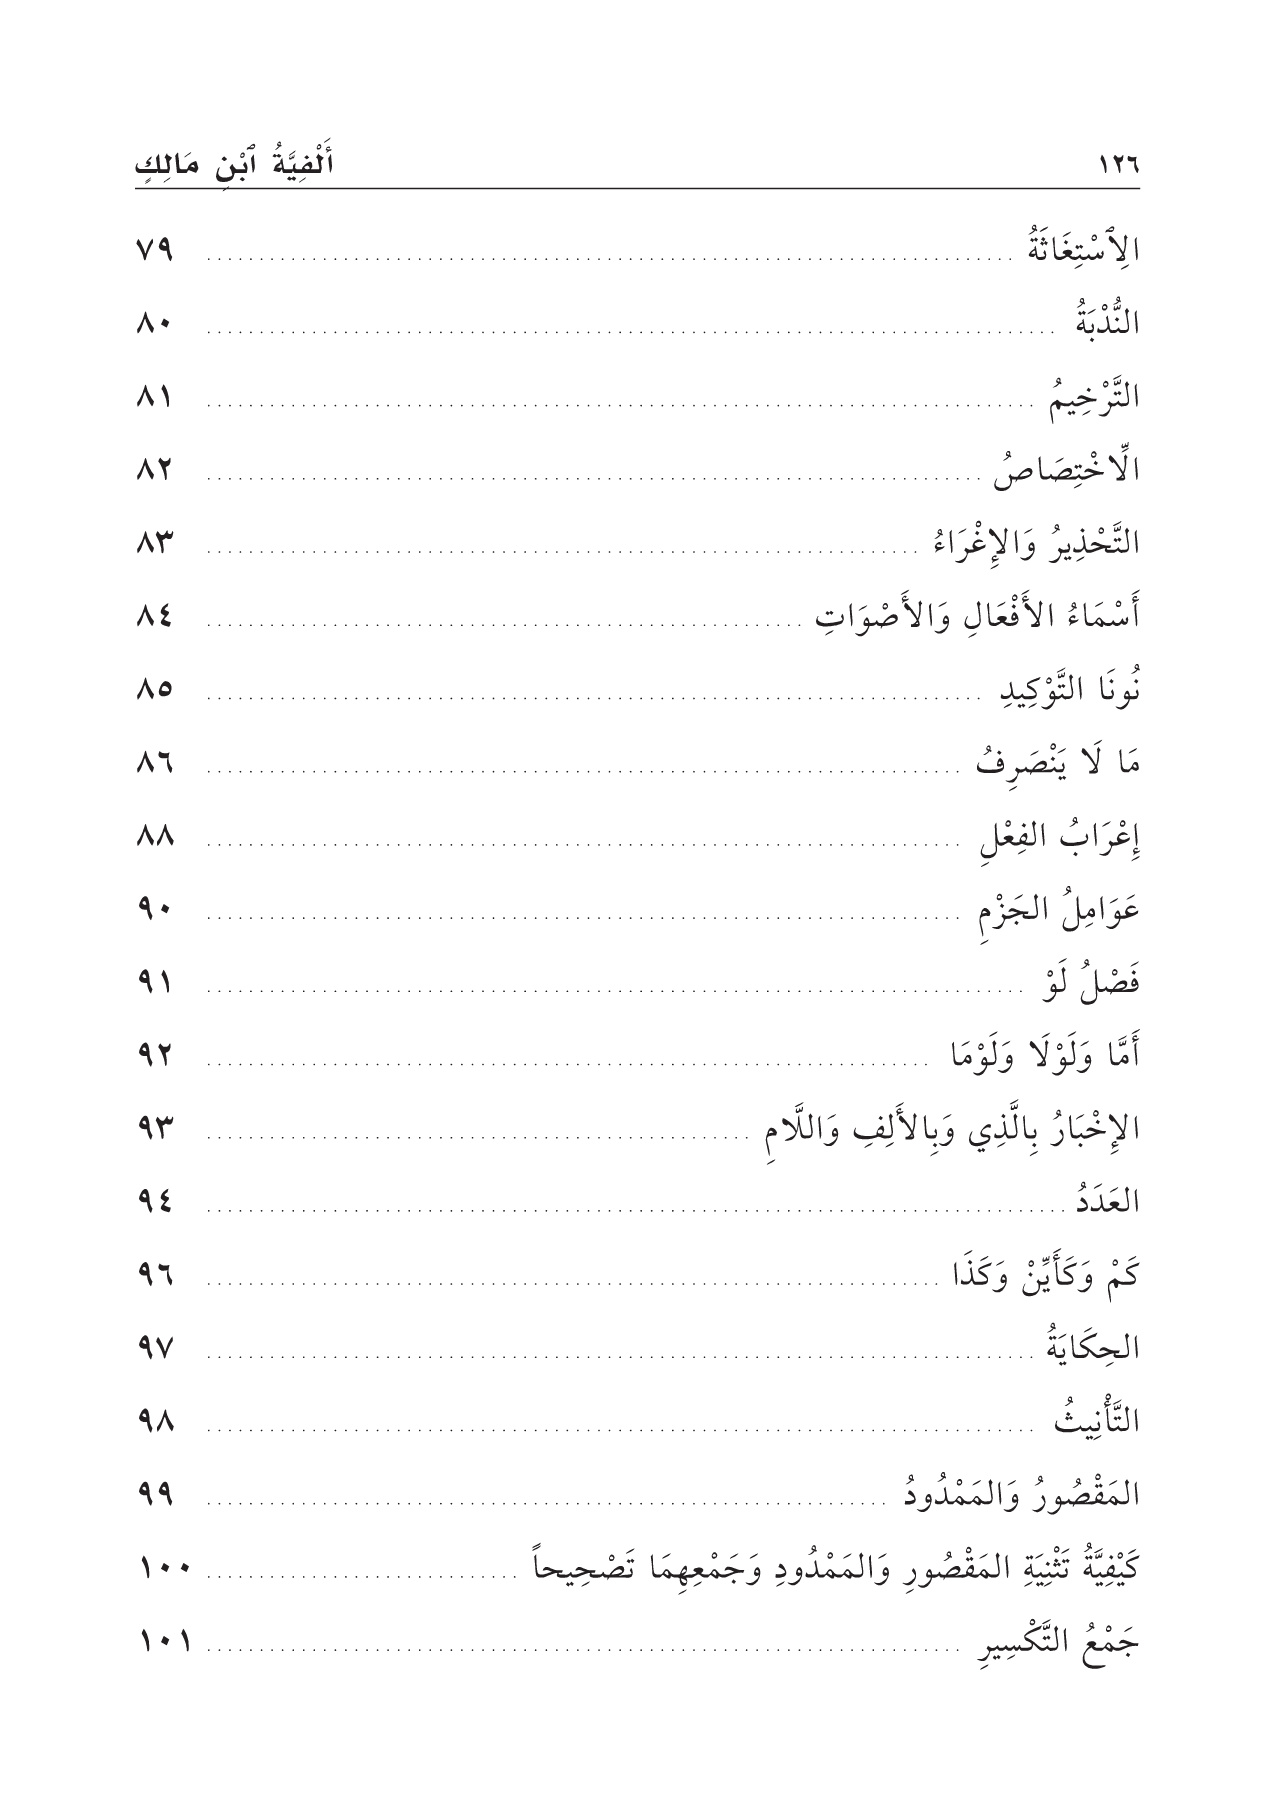 ١٢٦ أَلْفِيَّةُ ٱبْنِ مَالِكٍ
الِٱسْتِغَاثَةُ ........ ٧٩
النُّدْبَةُ ........ ٨٠
التَّرْخِيمُ ........ ٨١
الِّاخْتِصَاصُ ........ ٨٢
التَّحْذِيرُ وَالإِغْرَاءُ ........ ٨٣
أَسْمَاءُ الأَفْعَالِ وَالأَصْوَاتِ ........ ٨٤
نُونَا التَّوْكِيدِ ........ ٨٥
مَا لَا يَنْصَرِفُ ........ ٨٦
إِعْرَابُ الفِعْلِ ........ ٨٨
عَوَامِلُ الجَزْمِ ........ ٩٠
فَصْلُ لَوْ ........ ٩١
أَمَّا وَلَوْلَا وَلَوْمَا ........ ٩٢
الإِخْبَارُ بِالَّذِي وَبِالأَلِفِ وَاللَّامِ ........ ٩٣
العَدَدُ ........ ٩٤
كَمْ وَكَأَيِّنْ وَكَذَا ........ ٩٦
الحِكَايَةُ ........ ٩٧
التَّأْنِيثُ ........ ٩٨
المَقْصُورُ وَالمَمْدُودُ ........ ٩٩
كَيْفِيَّةُ تَثْنِيَةِ المَقْصُورِ وَالمَمْدُودِ وَجَمْعِهِمَا تَصْحِيحاً ........ ١٠٠
جَمْعُ التَّكْسِيرِ ........ ١٠١